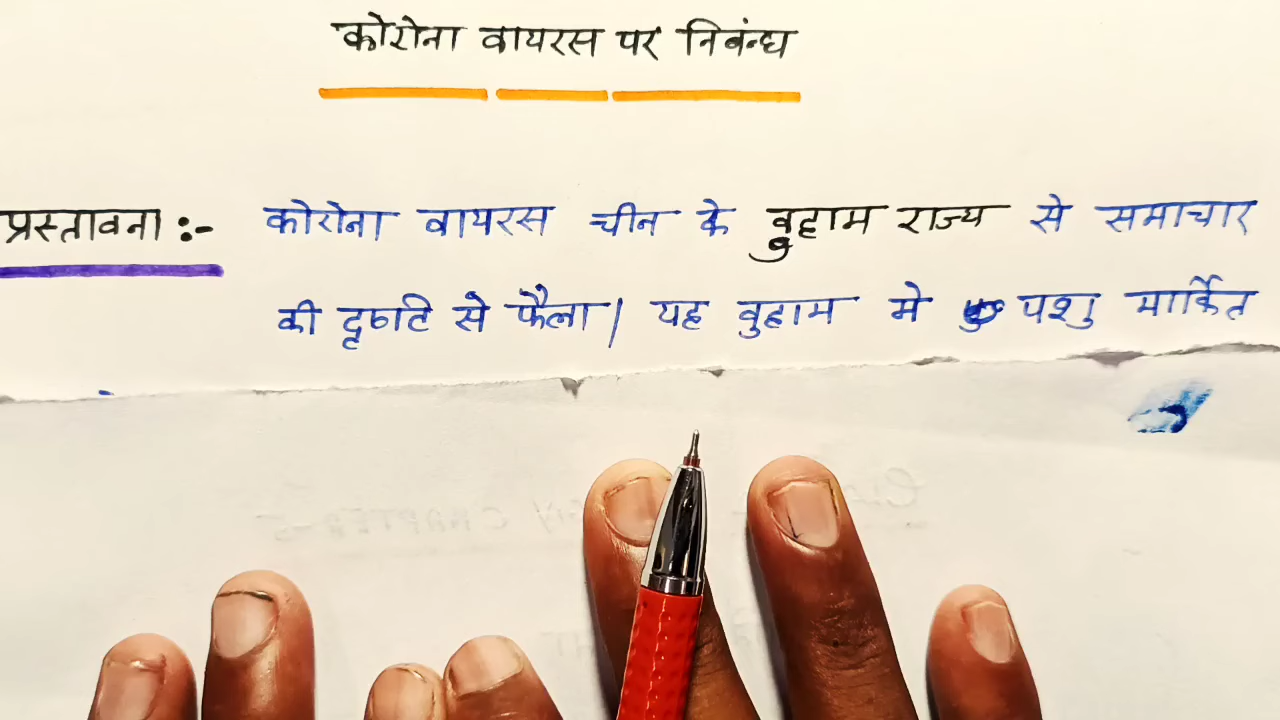 कोरोना वायरस पर निबंन्ध
प्रस्तावना :- कोरोना वायरस चीन के वुहाम राज्य से समाचार
की दृष्टि से फैला। यह वुहाम मे पशु मार्कित